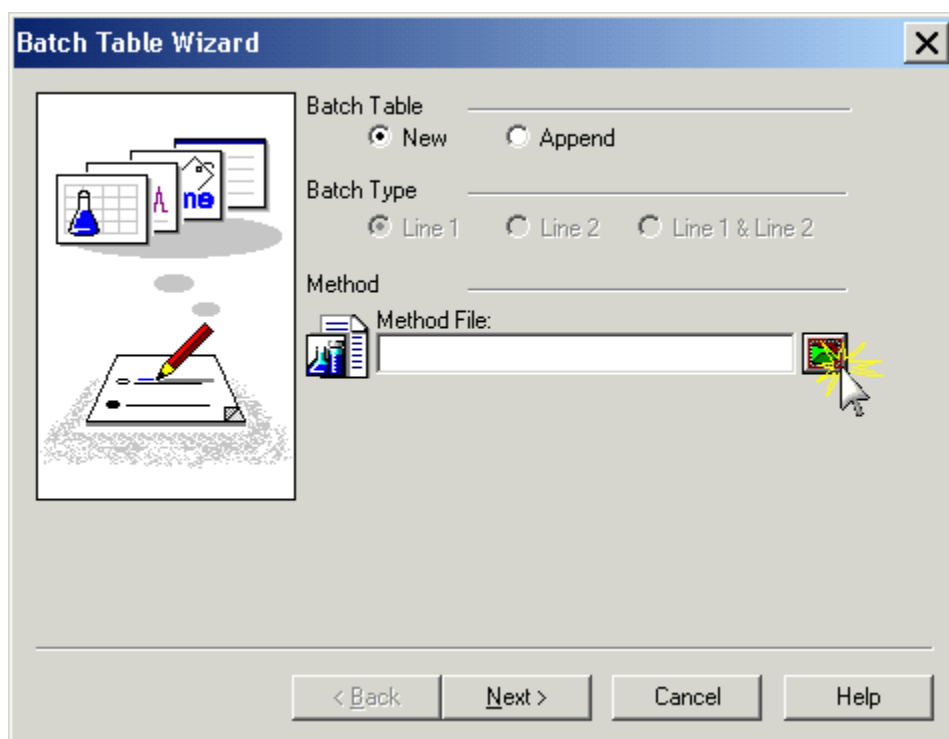 Batch Table Wizard
Batch Table
New Append
Batch Type
Line 1 Line 2 Line 1 & Line 2
Method
Method File:
ne
< Back Next > Cancel Help